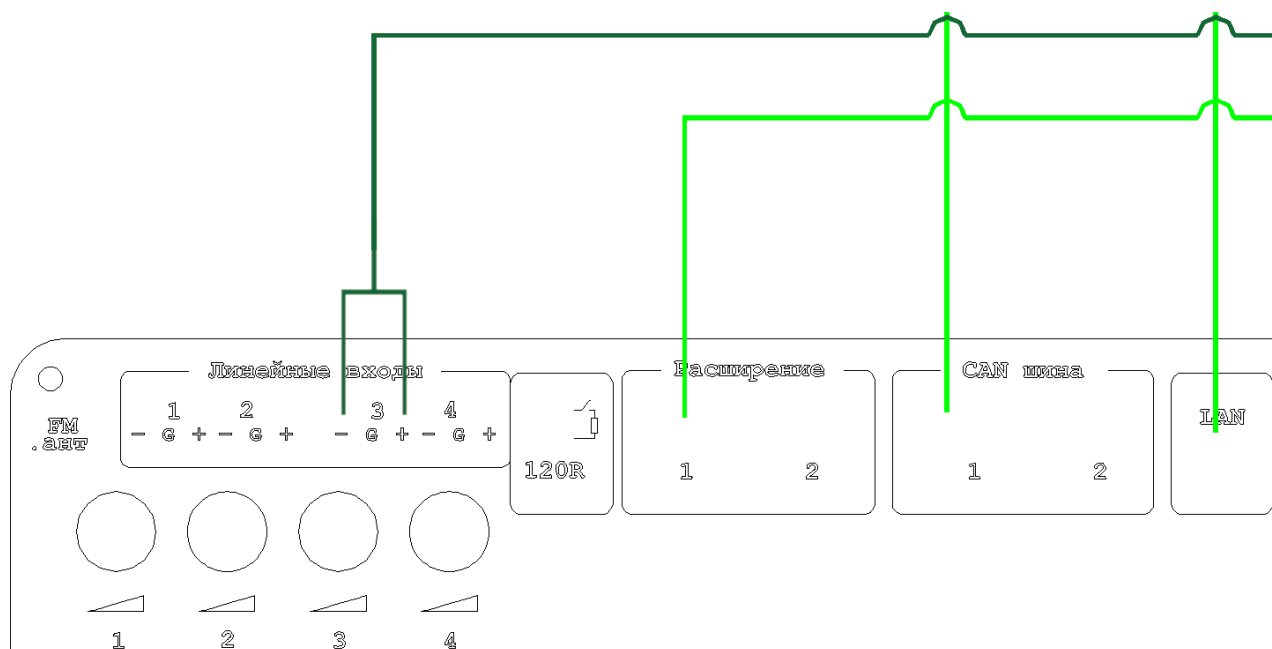 Линейные входы
Расширение
CAN шина
1 2 3 4
- G + - G + - G + - G +
FM
.ант
LAN
120R
1 2
1 2
1 2 3 4